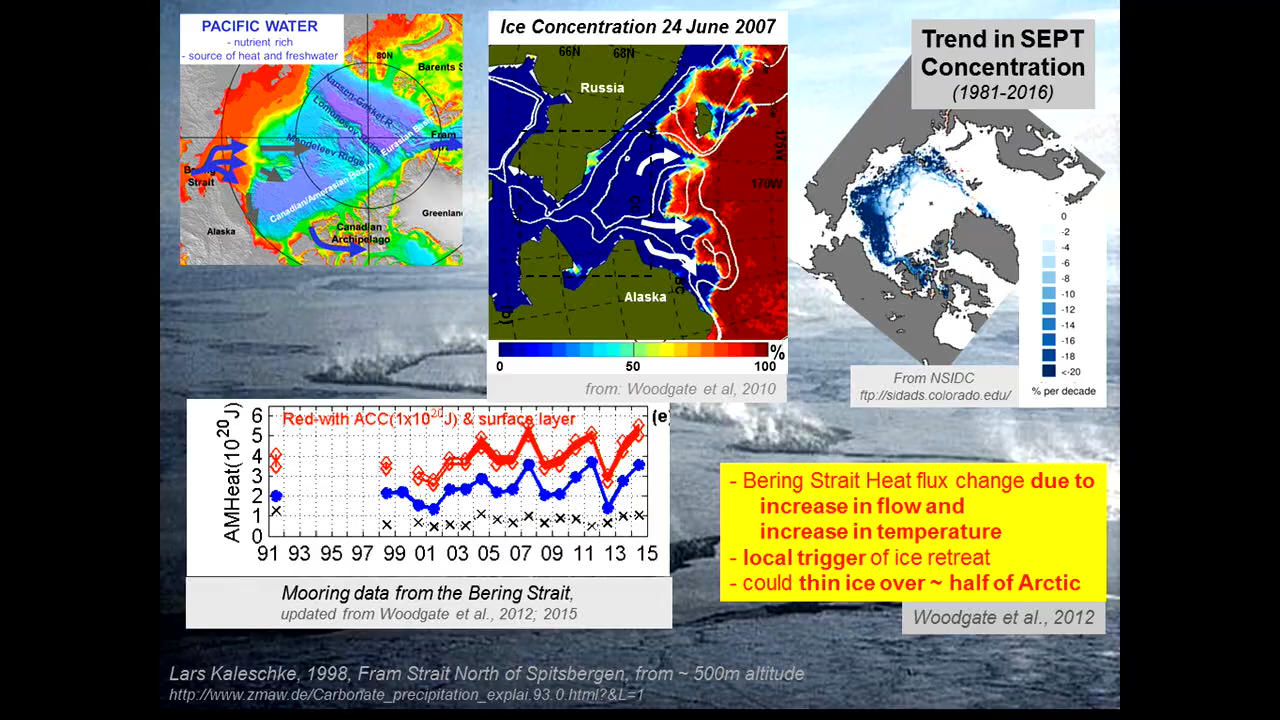 PACIFIC WATER
- nutrient rich
- source of heat and freshwater
80N
Barents S
Nansen-Gakkel R
Lomonosov Ridge
Mendeleev Ridge
Eurasian Bas
Canadian/Amerasian Basin
Fram
Bering
Strait
Greenland
Alaska
Canadian
Archipelago
Ice Concentration 24 June 2007
66N 68N
Russia
175W
170W
CC
Alaska
%
0 50 100
from: Woodgate et al, 2010
Trend in SEPT
Concentration
(1981-2016)
0
-2
-4
-6
-8
-10
-12
-14
-16
-18
<-20
% per decade
From NSIDC
ftp://sidads.colorado.edu/
AMHeat(10²⁰J)
Red-with ACC(1x10²⁰ J) & surface layer
(e)
6
5
4
3
2
1
0
91 93 95 97 99 01 03 05 07 09 11 13 15
Mooring data from the Bering Strait,
updated from Woodgate et al., 2012; 2015
- Bering Strait Heat flux change due to
increase in flow and
increase in temperature
- local trigger of ice retreat
- could thin ice over ~ half of Arctic
Woodgate et al., 2012
Lars Kaleschke, 1998, Fram Strait North of Spitsbergen, from ~ 500m altitude
http://www.zmaw.de/Carbonate_precipitation_explai.93.0.html?&L=1